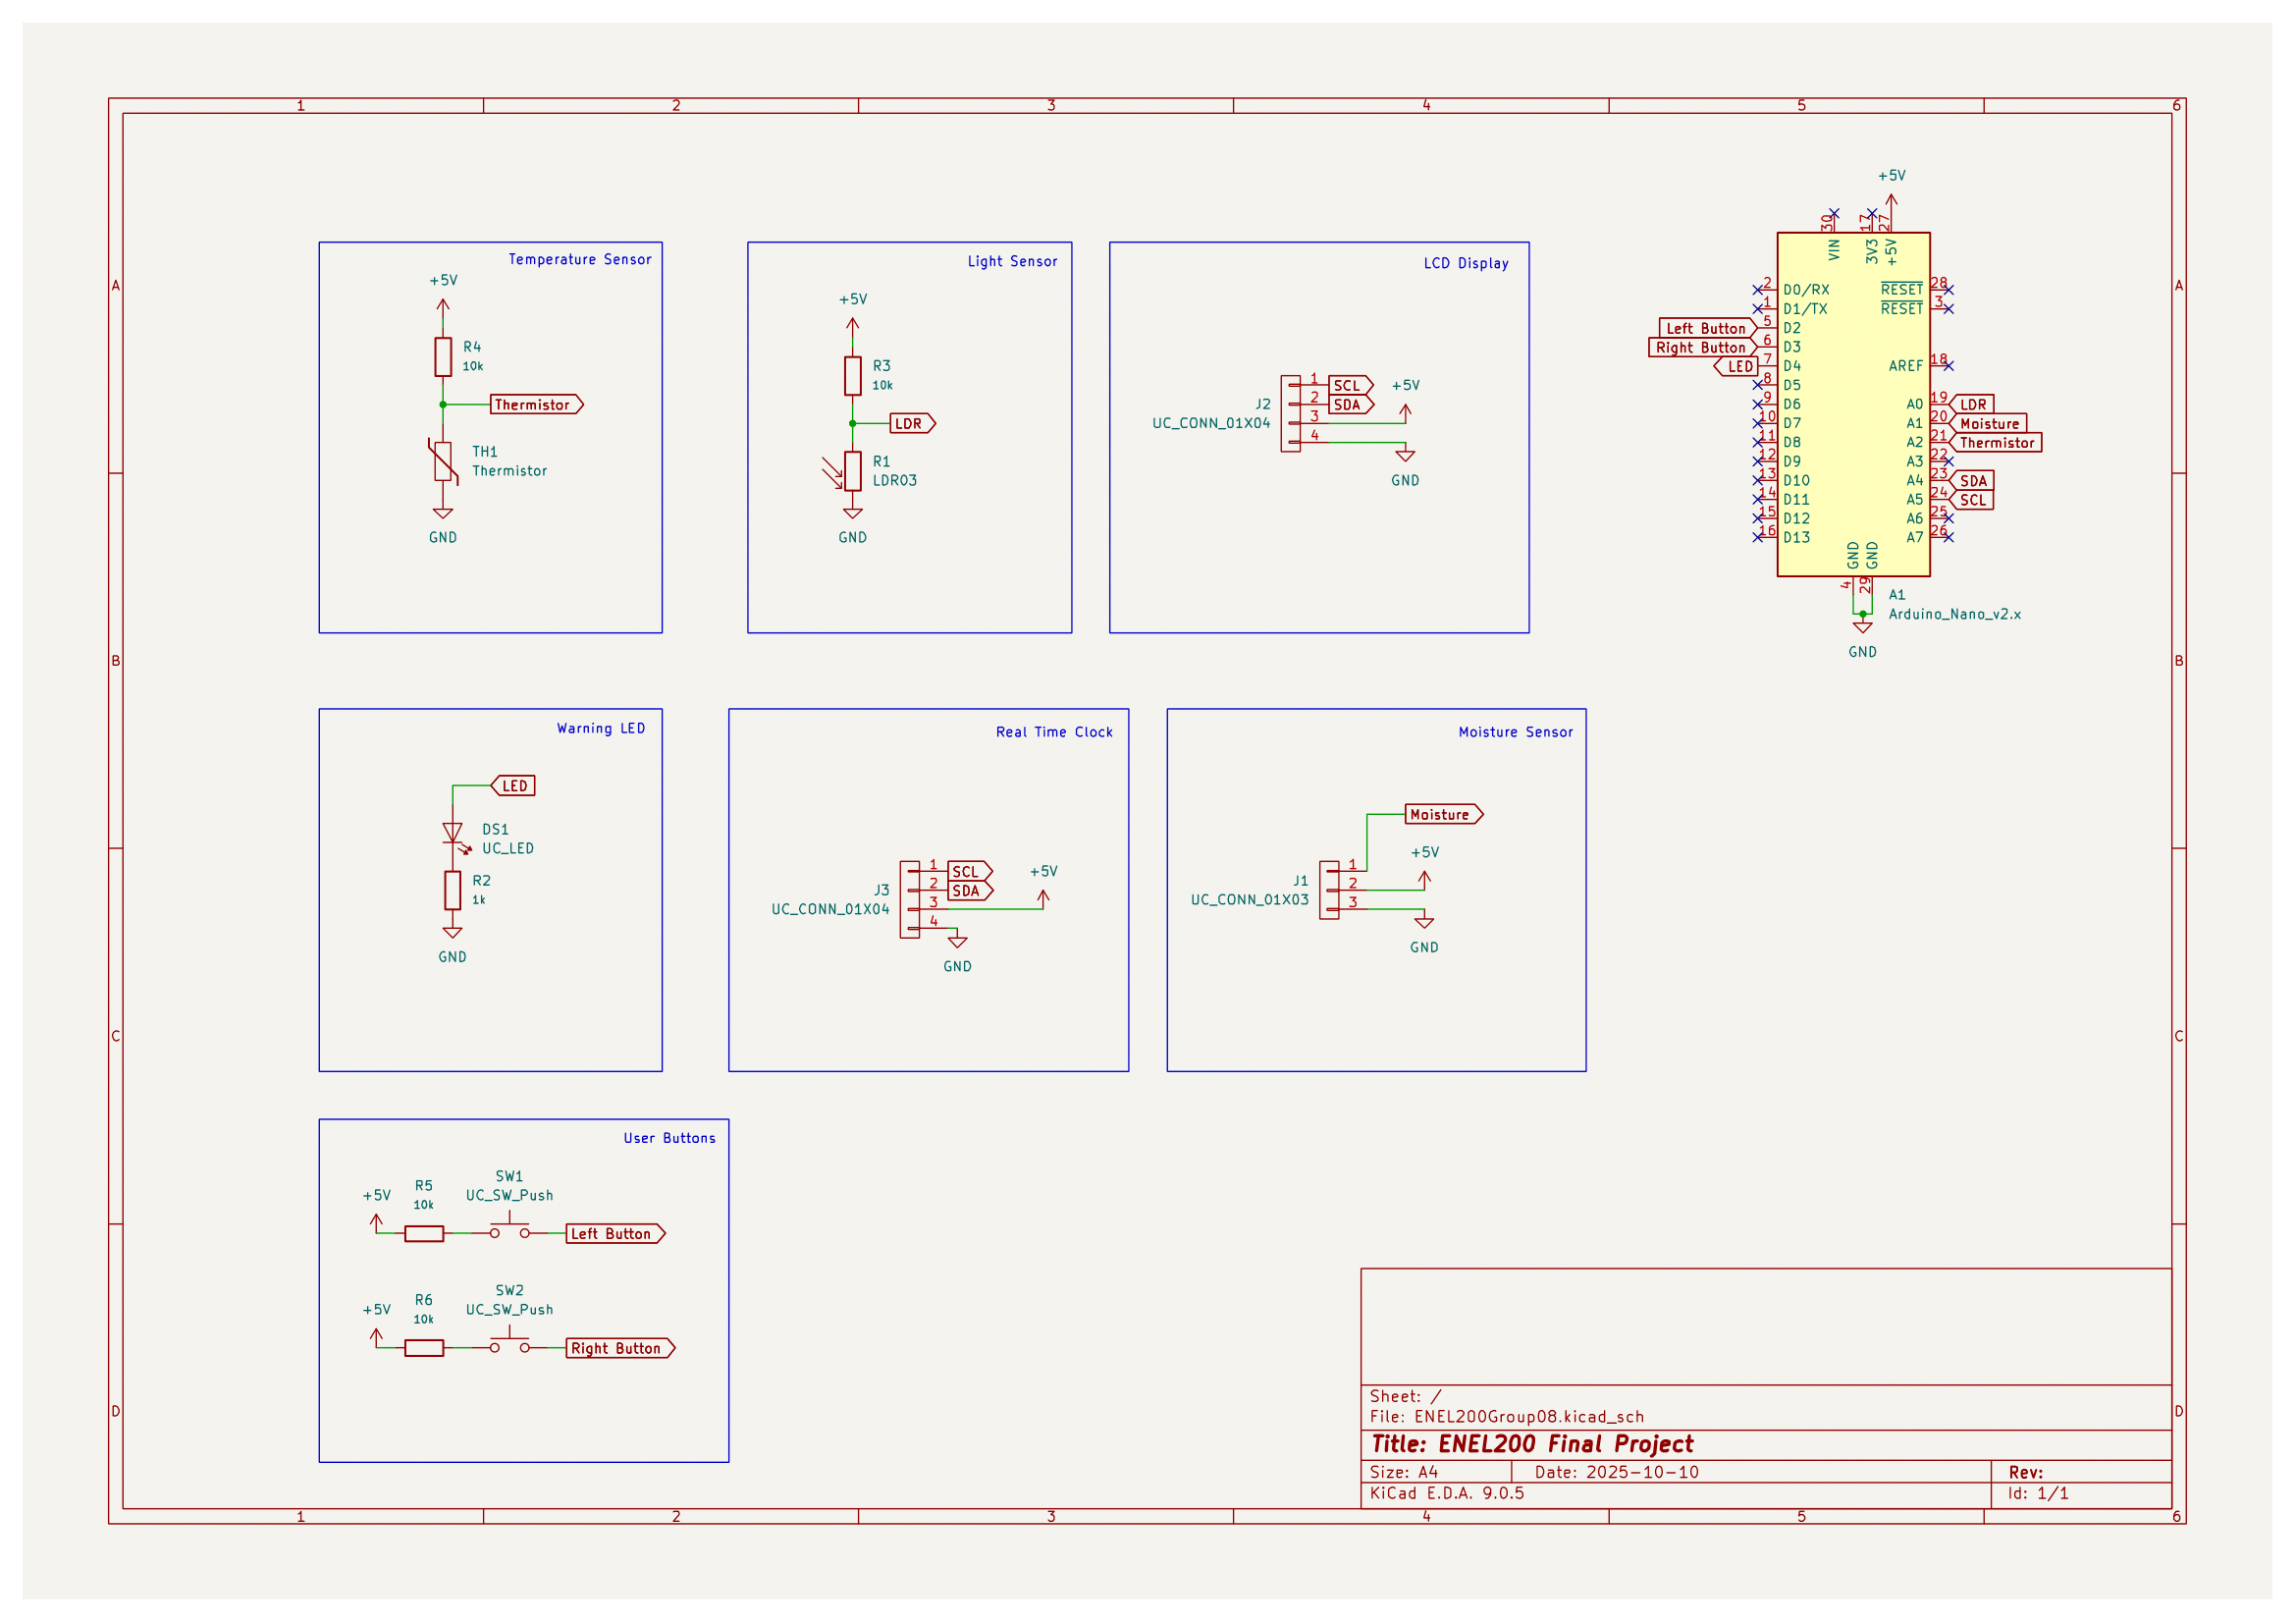 1 2 3 4 5 6
+5V
30 17 27
VIN 3V3 +5V
Temperature Sensor
Light Sensor
LCD Display
A A
+5V
R4
10k
Thermistor
TH1
Thermistor
GND
+5V
R3
10k
LDR
R1
LDR03
GND
J2
UC_CONN_01X04
1 SCL
2 SDA
3
4
+5V
GND
2 D0/RX
1 D1/TX
Left Button 5 D2
Right Button 6 D3
LED 7 D4
8 D5
9 D6
10 D7
11 D8
12 D9
13 D10
14 D11
15 D12
16 D13
RESET 28
RESET 3
AREF 18
A0 19 LDR
A1 20 Moisture
A2 21 Thermistor
A3 22
A4 23 SDA
A5 24 SCL
A6 25
A7 26
GND GND
4 29
A1
Arduino_Nano_v2.x
GND
B B
Warning LED
LED
DS1
UC_LED
R2
1k
GND
Real Time Clock
J3
UC_CONN_01X04
1 SCL
2 SDA
3
4
+5V
GND
Moisture Sensor
Moisture
+5V
J1
UC_CONN_01X03
1
2
3
GND
C C
User Buttons
+5V
R5
10k
SW1
UC_SW_Push
Left Button
+5V
R6
10k
SW2
UC_SW_Push
Right Button
D D
Sheet: /
File: ENEL200Group08.kicad_sch
Title: ENEL200 Final Project
Size: A4 Date: 2025-10-10 Rev:
KiCad E.D.A. 9.0.5 Id: 1/1
1 2 3 4 5 6